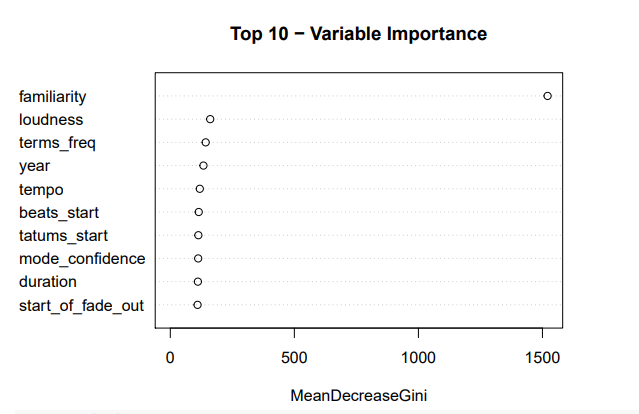 Top 10 − Variable Importance
familiarity
loudness
terms_freq
year
tempo
beats_start
tatums_start
mode_confidence
duration
start_of_fade_out
0 500 1000 1500
MeanDecreaseGini